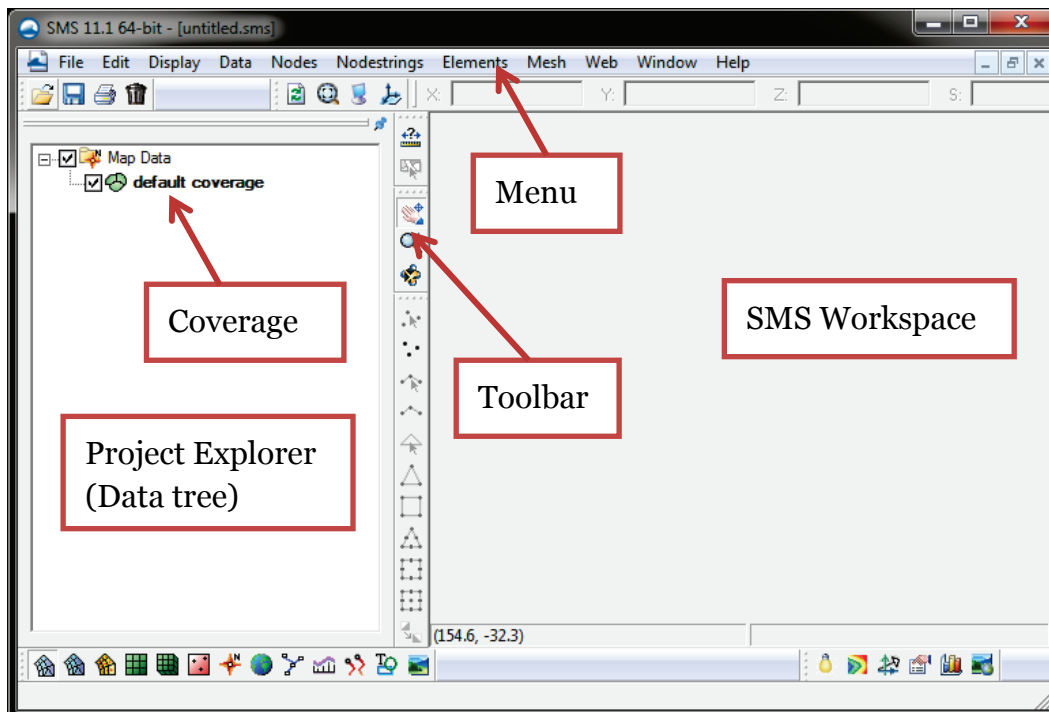 SMS 11.1 64-bit - [untitled.sms]
File Edit Display Data Nodes Nodestrings Elements Mesh Web Window Help
X: Y: Z: S:
Map Data
default coverage
Menu
Coverage
SMS Workspace
Toolbar
Project Explorer
(Data tree)
(154.6, -32.3)